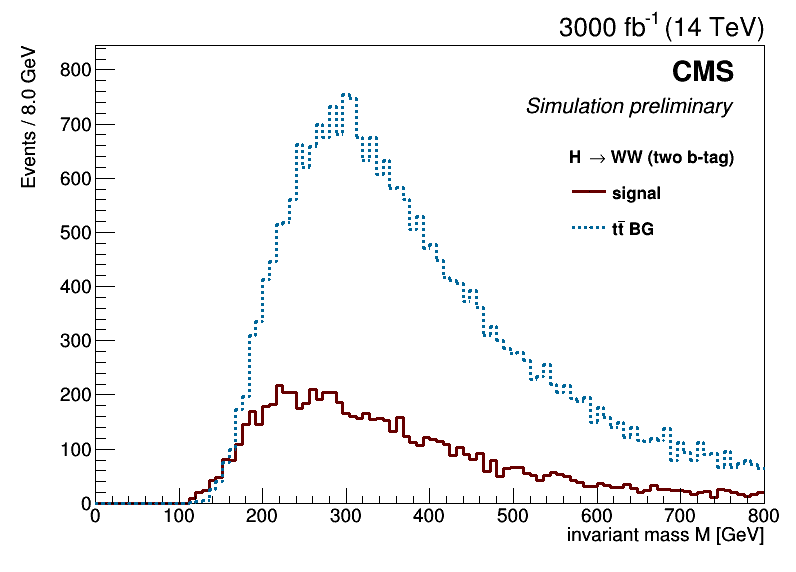 3000 fb-1 (14 TeV)
Events / 8.0 GeV
CMS
Simulation preliminary
H → WW (two b-tag)
signal
tt̄ BG
800
700
600
500
400
300
200
100
0
0 100 200 300 400 500 600 700 800
invariant mass M [GeV]